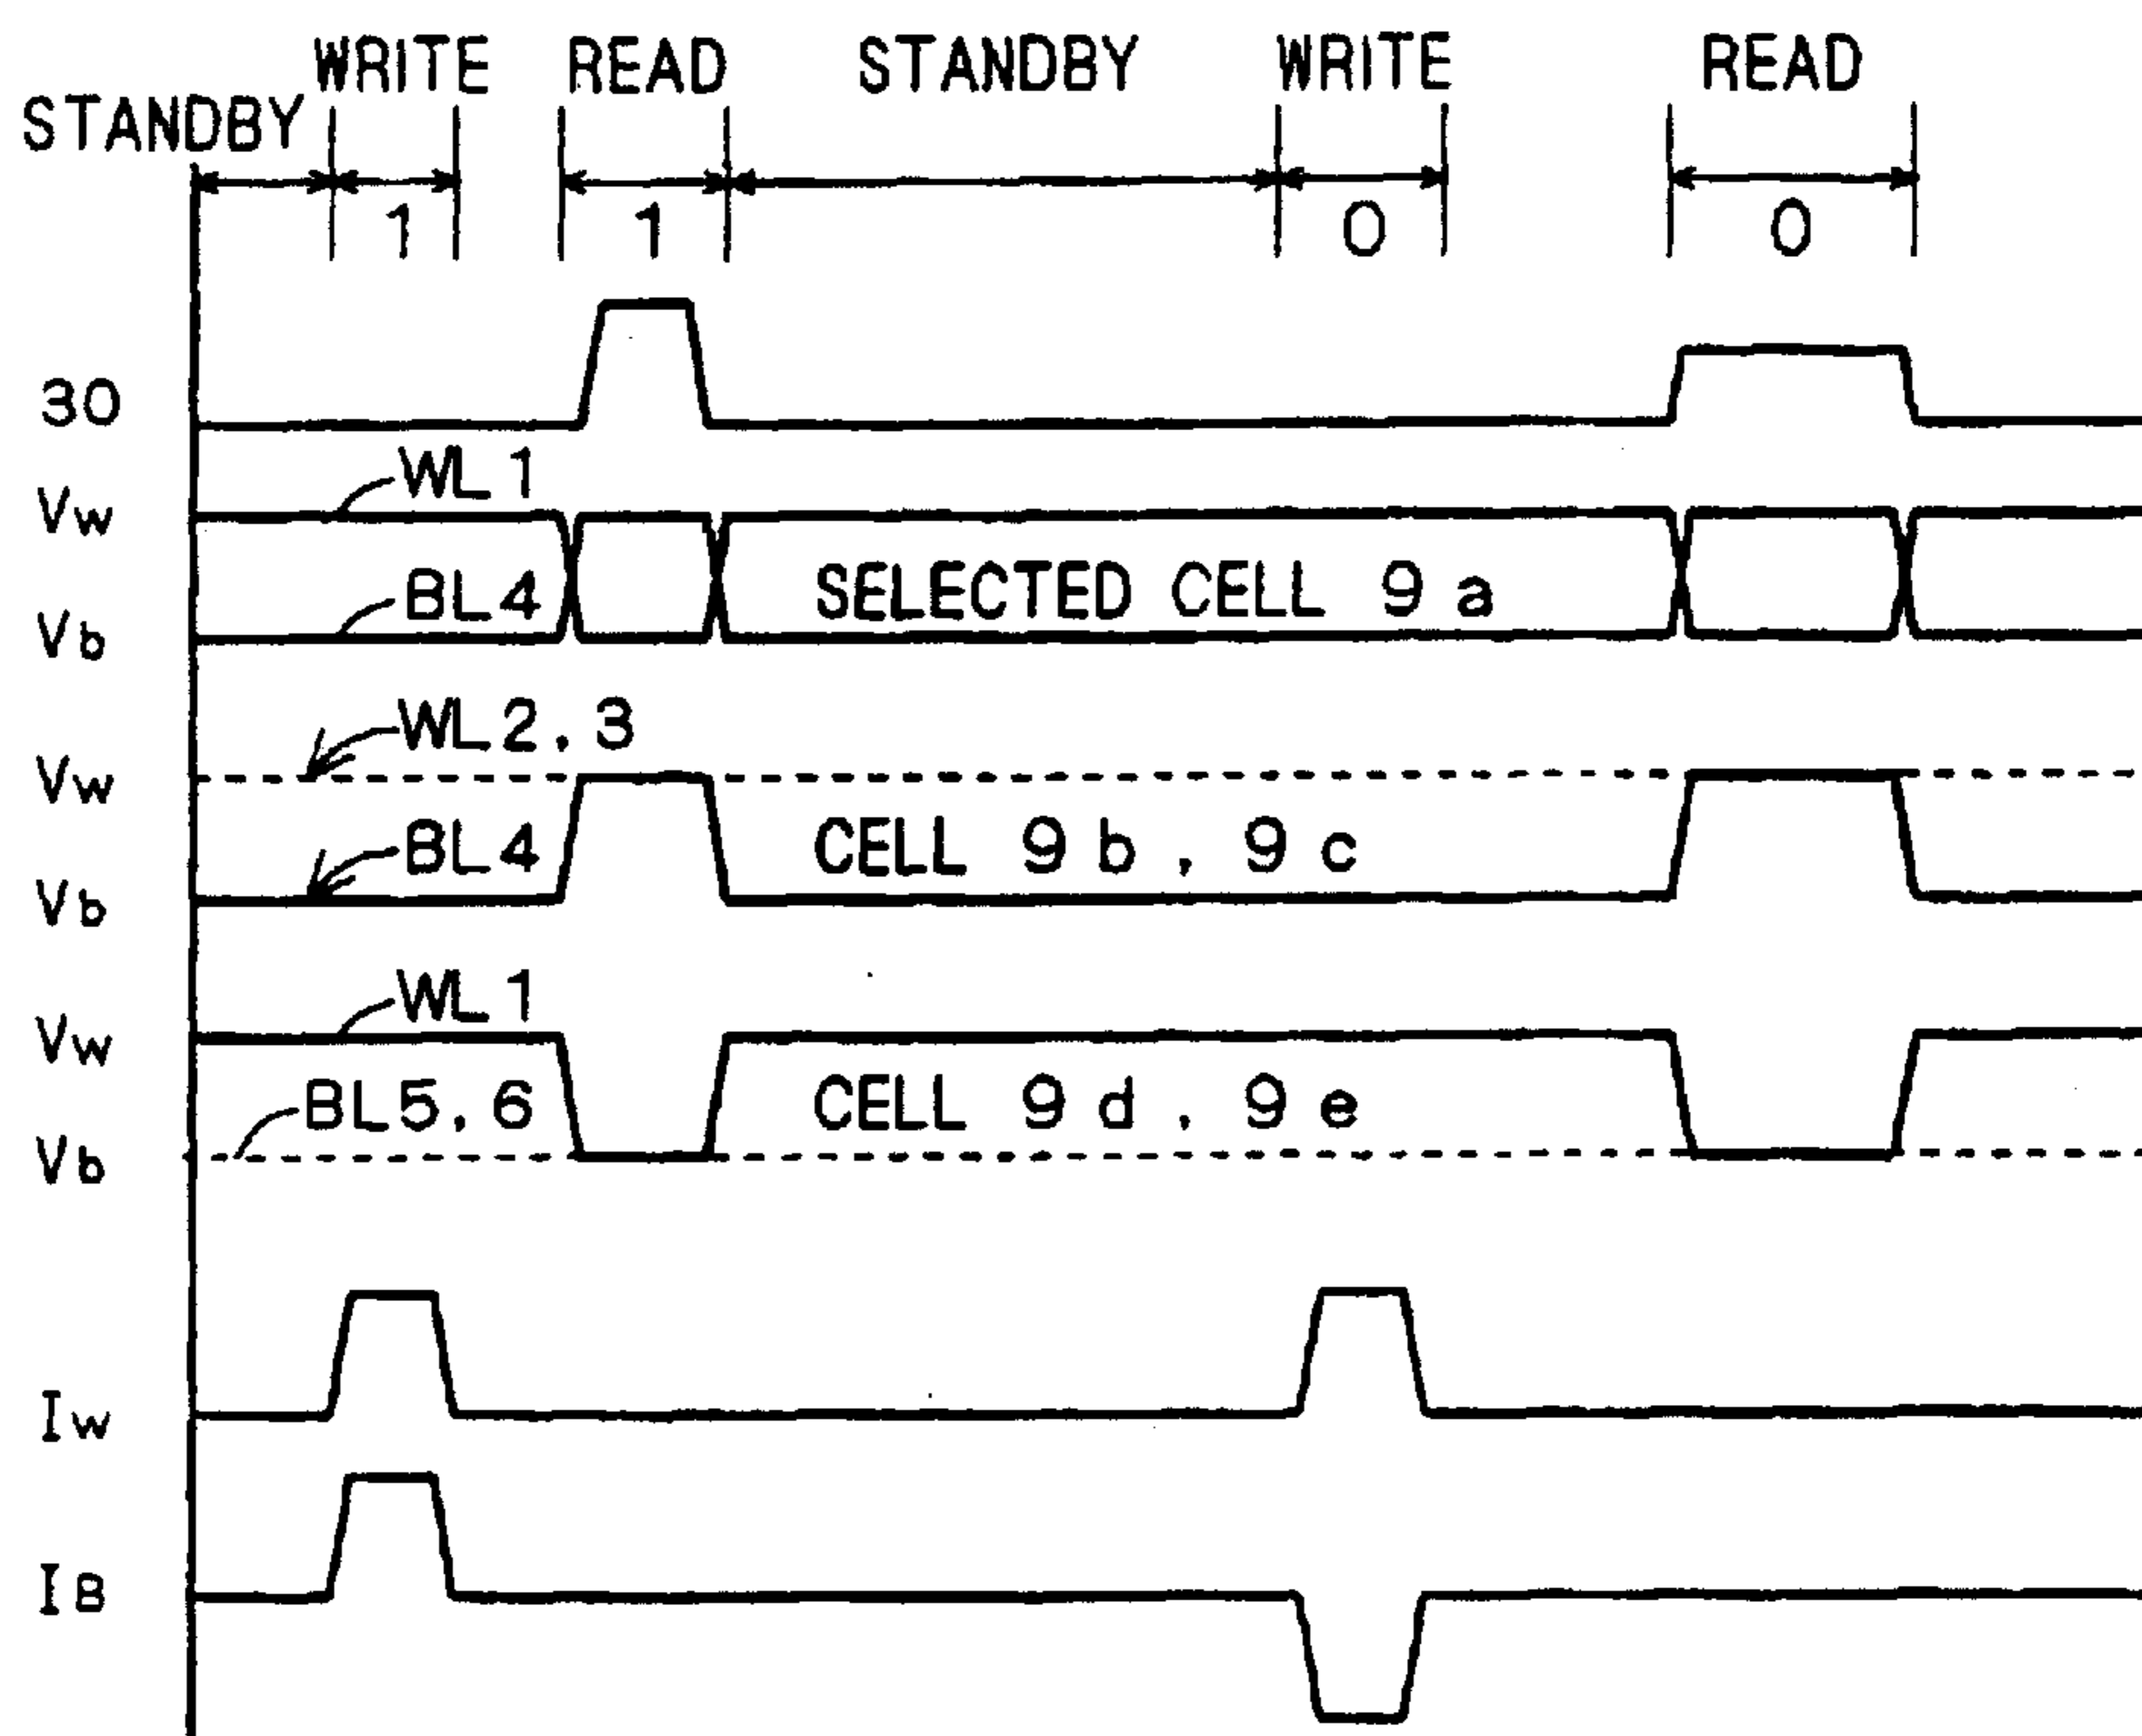 WRITE READ STANDBY WRITE READ
STANDBY
1 1 0 0
30
WL1
Vw
BL4 SELECTED CELL 9a
Vb
WL2,3
Vw
BL4 CELL 9b, 9c
Vb
WL1
Vw
BL5,6 CELL 9d, 9e
Vb
Iw
IB